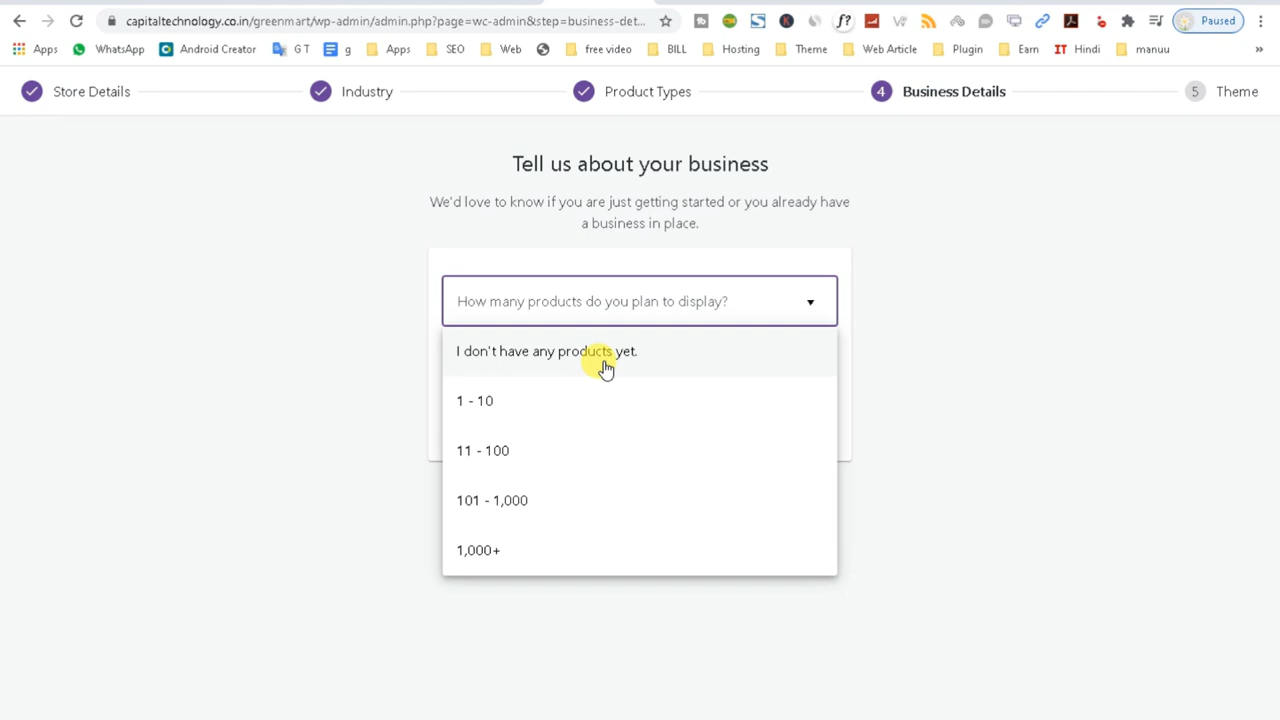 capitaltechnology.co.in/greenmart/wp-admin/admin.php?page=wc-admin&step=business-det...
Paused
Apps WhatsApp Android Creator G T g Apps SEO Web free video BILL Hosting Theme Web Article Plugin Earn IT Hindi manuu »
Store Details Industry Product Types 4 Business Details 5 Theme
Tell us about your business
We'd love to know if you are just getting started or you already have
a business in place.
How many products do you plan to display?
I don't have any products yet.
1 - 10
11 - 100
101 - 1,000
1,000+